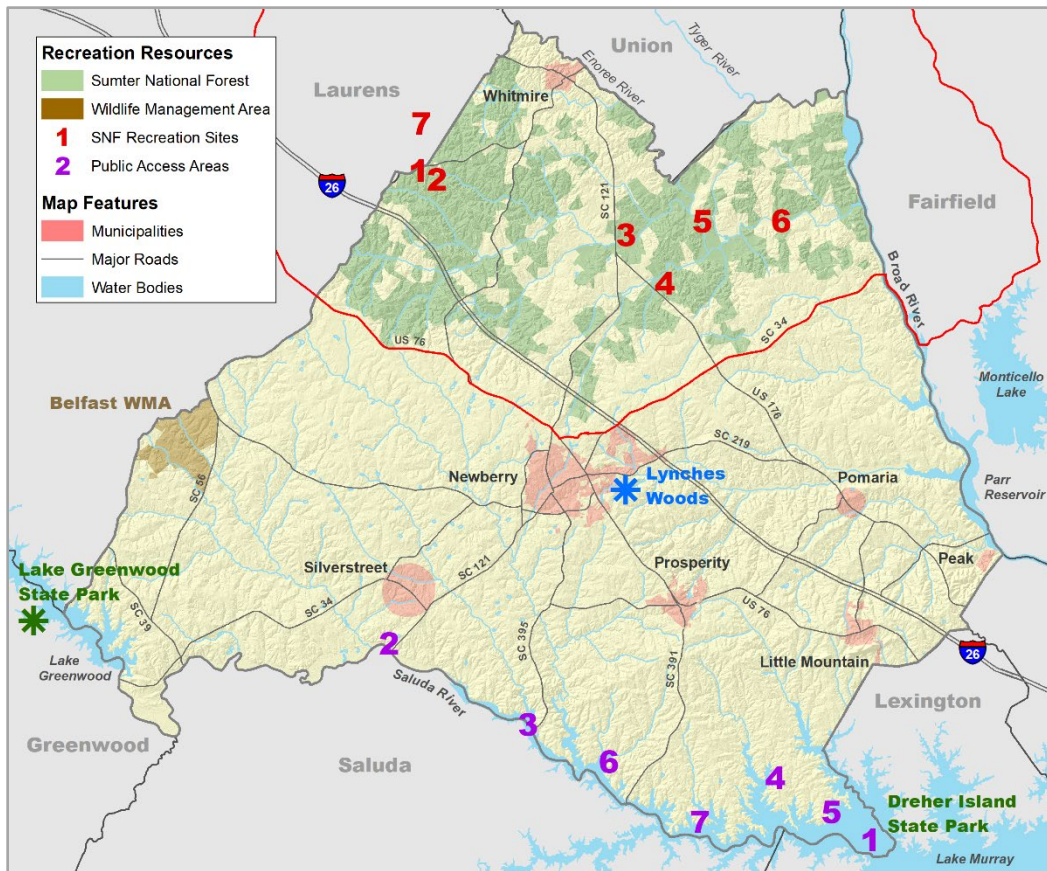 Recreation Resources
Sumter National Forest
Wildlife Management Area
1 SNF Recreation Sites
2 Public Access Areas
Map Features
Municipalities
Major Roads
Water Bodies
Union
Tyger River
Enoree River
Laurens
Whitmire
7
1
2
26
SC 121
3
5
6
4
Fairfield
Broad River
US 76
SC 34
Monticello
Lake
Belfast WMA
US 176
SC 219
SC 56
Newberry
Lynches
Woods
Pomaria
Parr
Reservoir
Peak
Lake Greenwood
State Park
Silverstreet
SC 121
Prosperity
SC 34
SC 39
US 76
SC 395
2
Lake
Greenwood
Little Mountain
26
SC 391
Saluda River
Lexington
Greenwood
3
Saluda
6
4
Dreher Island
State Park
5
7
1
Lake Murray